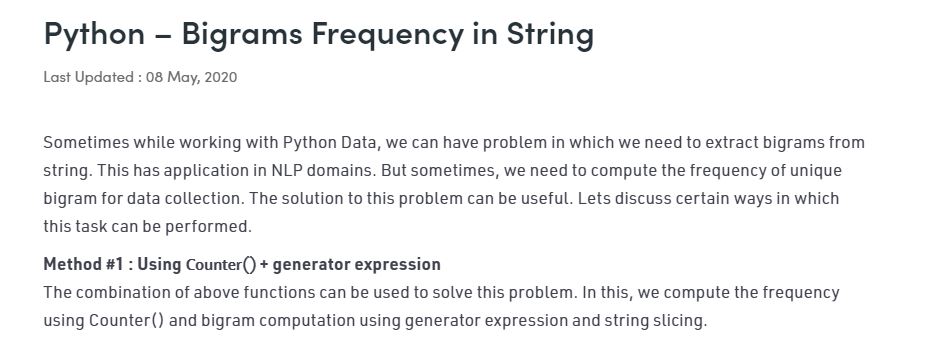 Python – Bigrams Frequency in String
Last Updated : 08 May, 2020
Sometimes while working with Python Data, we can have problem in which we need to extract bigrams from
string. This has application in NLP domains. But sometimes, we need to compute the frequency of unique
bigram for data collection. The solution to this problem can be useful. Lets discuss certain ways in which
this task can be performed.
Method #1 : Using Counter() + generator expression
The combination of above functions can be used to solve this problem. In this, we compute the frequency
using Counter() and bigram computation using generator expression and string slicing.